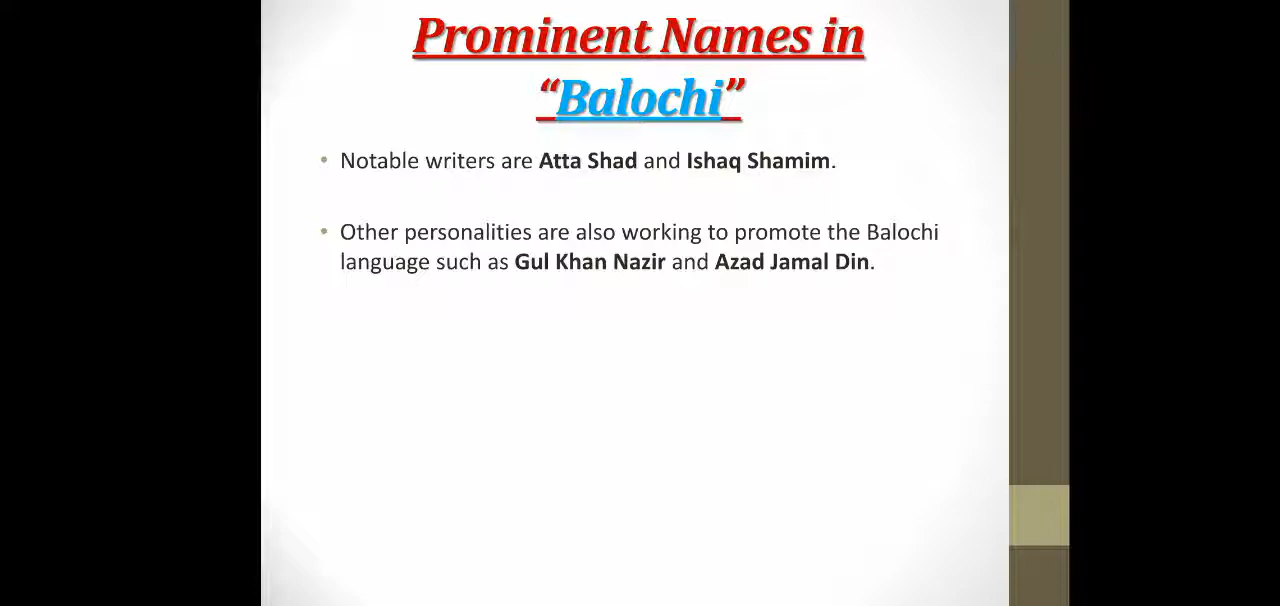 Prominent Names in
“Balochi”
• Notable writers are Atta Shad and Ishaq Shamim.
• Other personalities are also working to promote the Balochi
language such as Gul Khan Nazir and Azad Jamal Din.